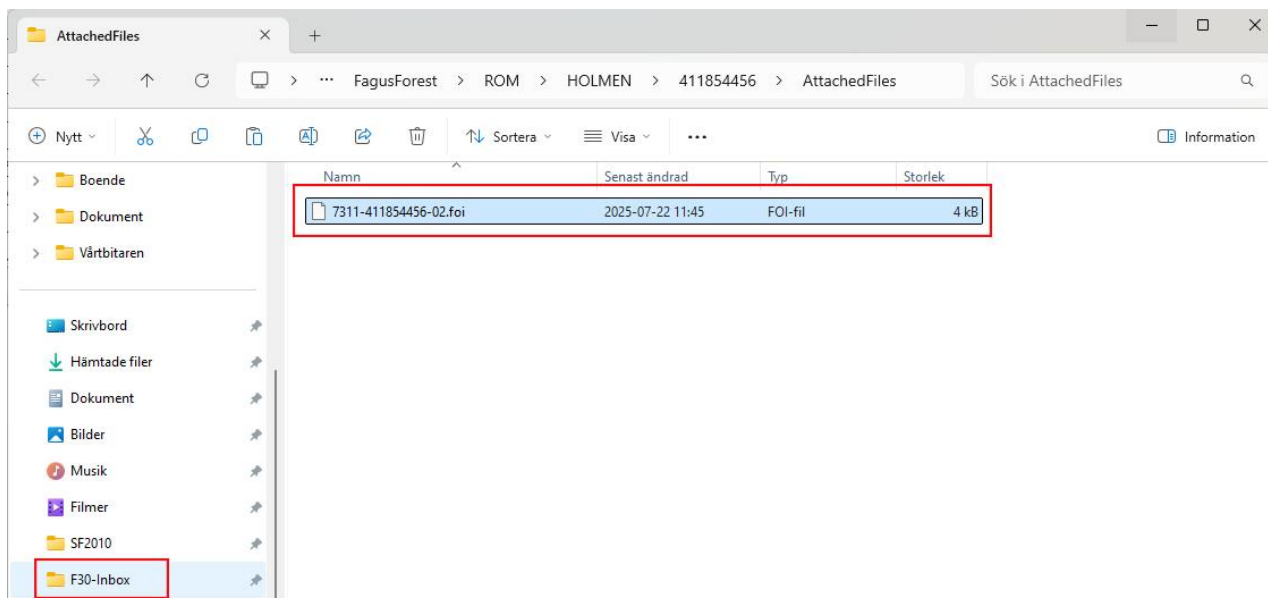 AttachedFiles
FagusForest > ROM > HOLMEN > 411854456 > AttachedFiles Sök i AttachedFiles
Nytt Sortera Visa Information
Namn Senast ändrad Typ Storlek
7311-411854456-02.foi 2025-07-22 11:45 FOI-fil 4 kB
Boende
Dokument
Vårtbitaren
Skrivbord
Hämtade filer
Dokument
Bilder
Musik
Filmer
SF2010
F30-Inbox